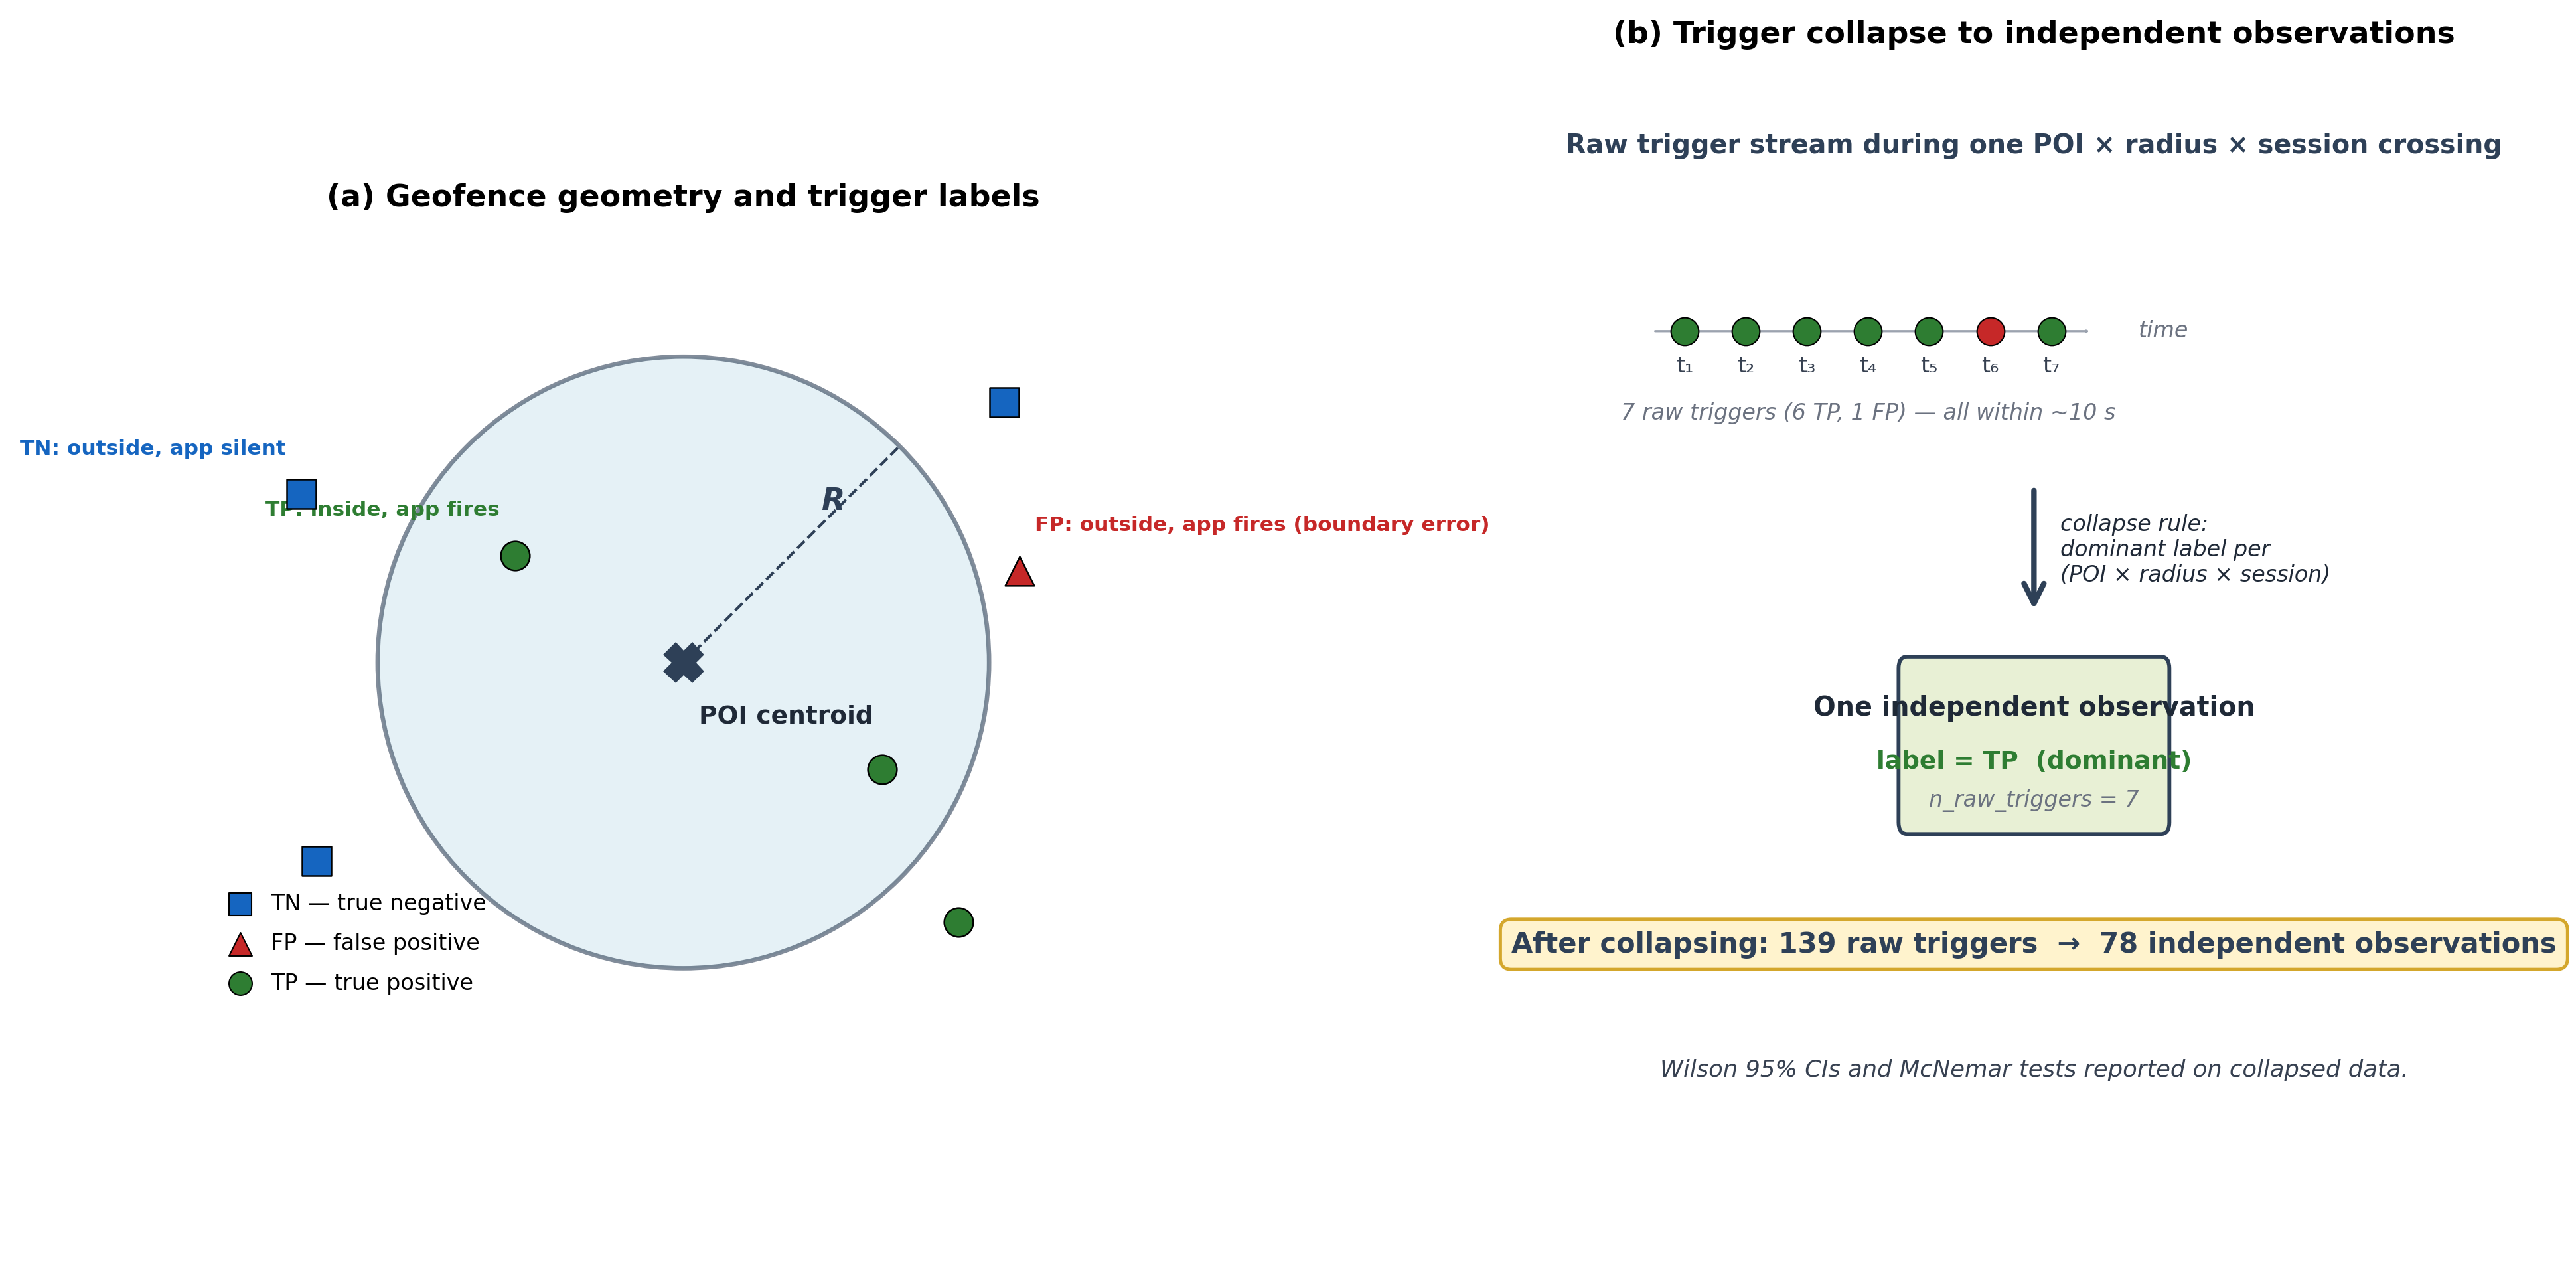 (a) Geofence geometry and trigger labels
TN: outside, app silent
TP: inside, app fires
R
FP: outside, app fires (boundary error)
POI centroid
TN — true negative
FP — false positive
TP — true positive
(b) Trigger collapse to independent observations
Raw trigger stream during one POI × radius × session crossing
time
t₁ t₂ t₃ t₄ t₅ t₆ t₇
7 raw triggers (6 TP, 1 FP) — all within ~10 s
collapse rule:
dominant label per
(POI × radius × session)
One independent observation
label = TP (dominant)
n_raw_triggers = 7
After collapsing: 139 raw triggers → 78 independent observations
Wilson 95% CIs and McNemar tests reported on collapsed data.